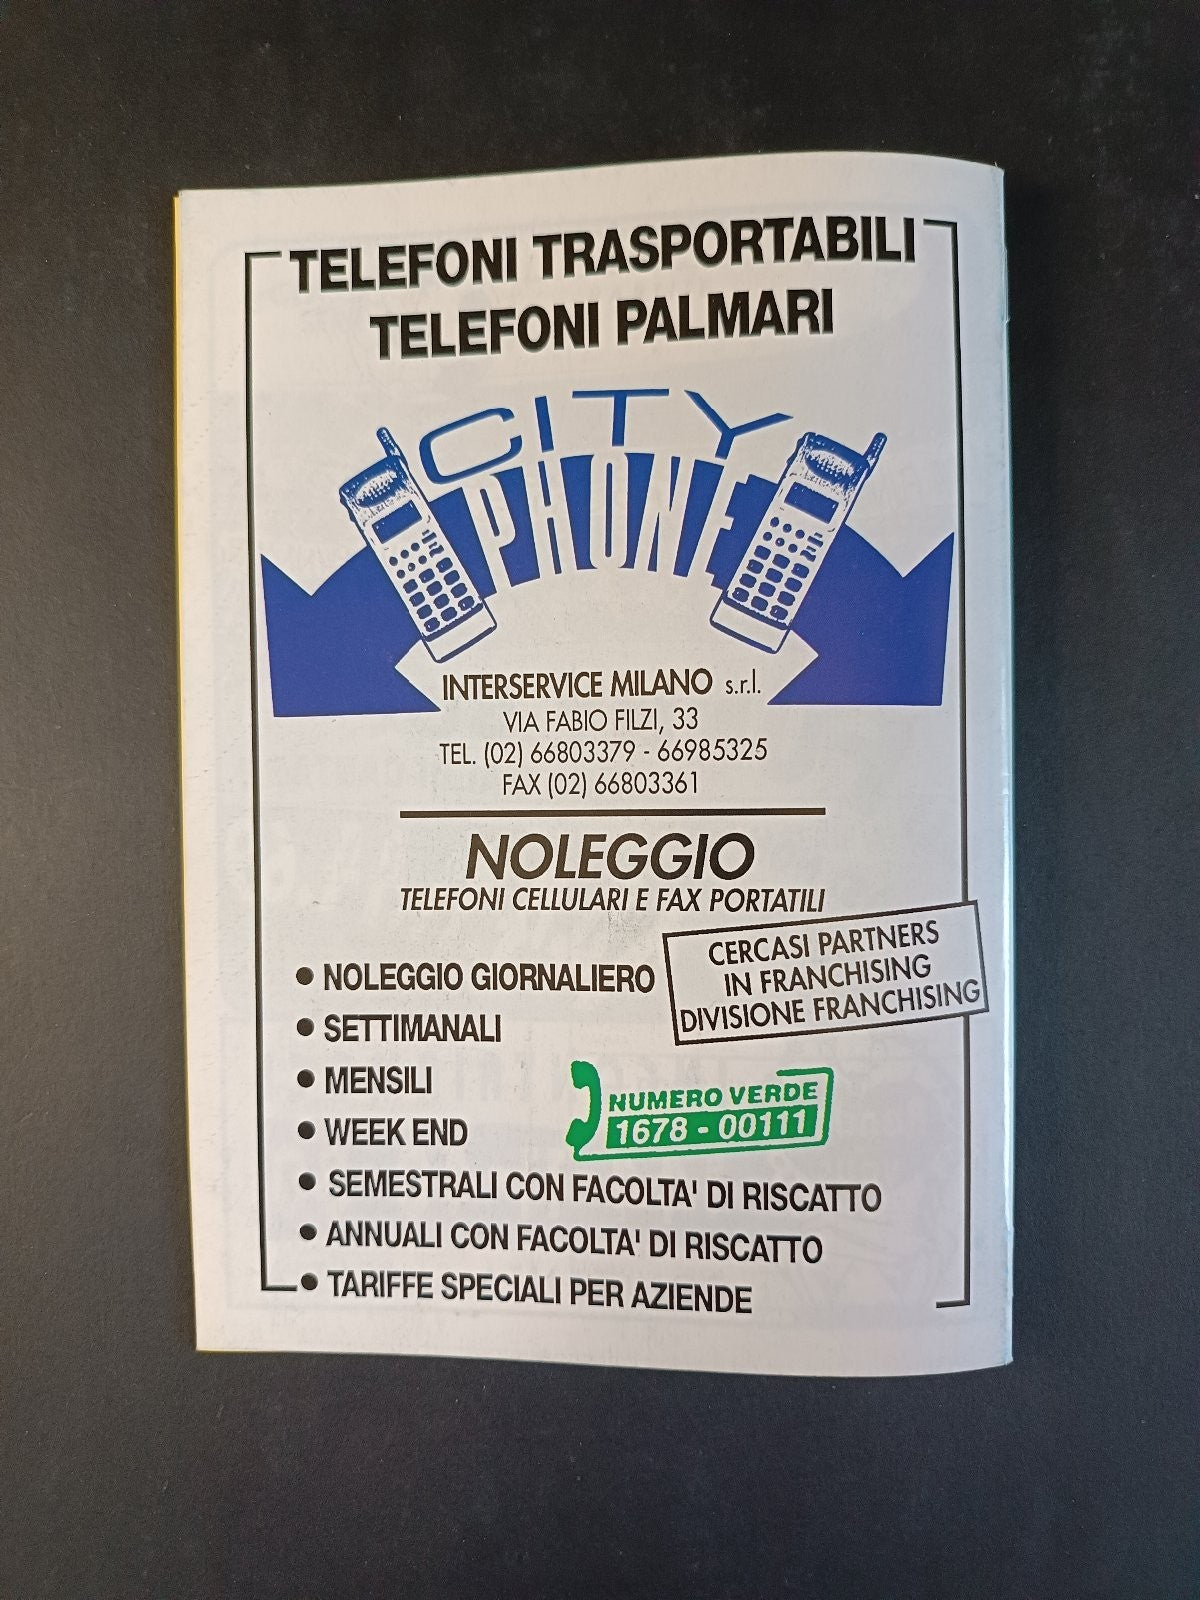 TELEFONI TRASPORTABILI
TELEFONI PALMARI
CITY
PHONE
INTERSERVICE MILANO s.r.l.
VIA FABIO FILZI, 33
TEL. (02) 66803379 - 66985325
FAX (02) 66803361
NOLEGGIO
TELEFONI CELLULARI E FAX PORTATILI
CERCASI PARTNERS
IN FRANCHISING
DIVISIONE FRANCHISING
• NOLEGGIO GIORNALIERO
• SETTIMANALI
• MENSILI
• WEEK END
NUMERO VERDE
1678 - 00111
• SEMESTRALI CON FACOLTA' DI RISCATTO
• ANNUALI CON FACOLTA' DI RISCATTO
• TARIFFE SPECIALI PER AZIENDE